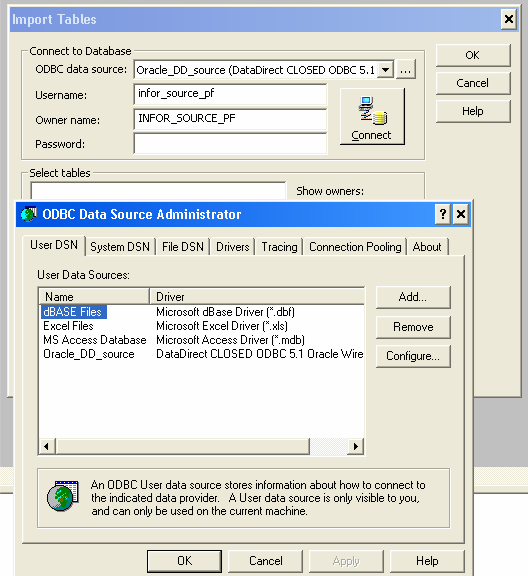 Import Tables
Connect to Database
ODBC data source: Oracle_DD_source (DataDirect CLOSED ODBC 5.1 ...
Username: infor_source_pf
Owner name: INFOR_SOURCE_PF
Password:
Connect
OK
Cancel
Help
Select tables
Show owners:
ODBC Data Source Administrator
User DSN System DSN File DSN Drivers Tracing Connection Pooling About
User Data Sources:
Name Driver
dBASE Files Microsoft dBase Driver (*.dbf)
Excel Files Microsoft Excel Driver (*.xls)
MS Access Database Microsoft Access Driver (*.mdb)
Oracle_DD_source DataDirect CLOSED ODBC 5.1 Oracle Wire
Add...
Remove
Configure...
An ODBC User data source stores information about how to connect to
the indicated data provider. A User data source is only visible to you,
and can only be used on the current machine.
OK Cancel Apply Help